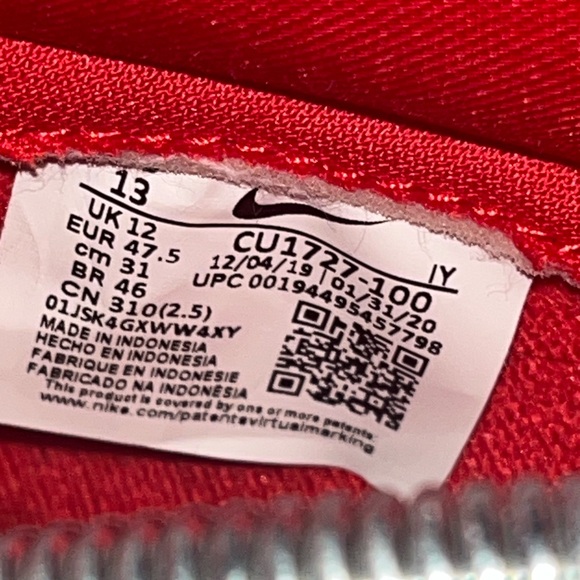 13
UK 12
EUR 47.5
cm 31
BR 46
CN 310(2.5)
CU1727-100 IY
12/04/19 | 01/31/20
UPC 00194495457798
01JSK4GXWW4XY
MADE IN INDONESIA
HECHO EN INDONESIA
FABRIQUE EN INDONESIE
FABRICADO NA INDONÉSIA
This product is covered by one or more patents:
www.nike.com/patentsvirtualmarking